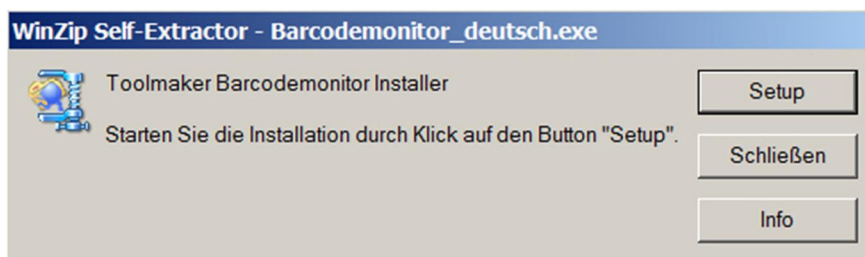 WinZip Self-Extractor - Barcodemonitor_deutsch.exe
Toolmaker Barcodemonitor Installer
Starten Sie die Installation durch Klick auf den Button "Setup".
Setup
Schließen
Info